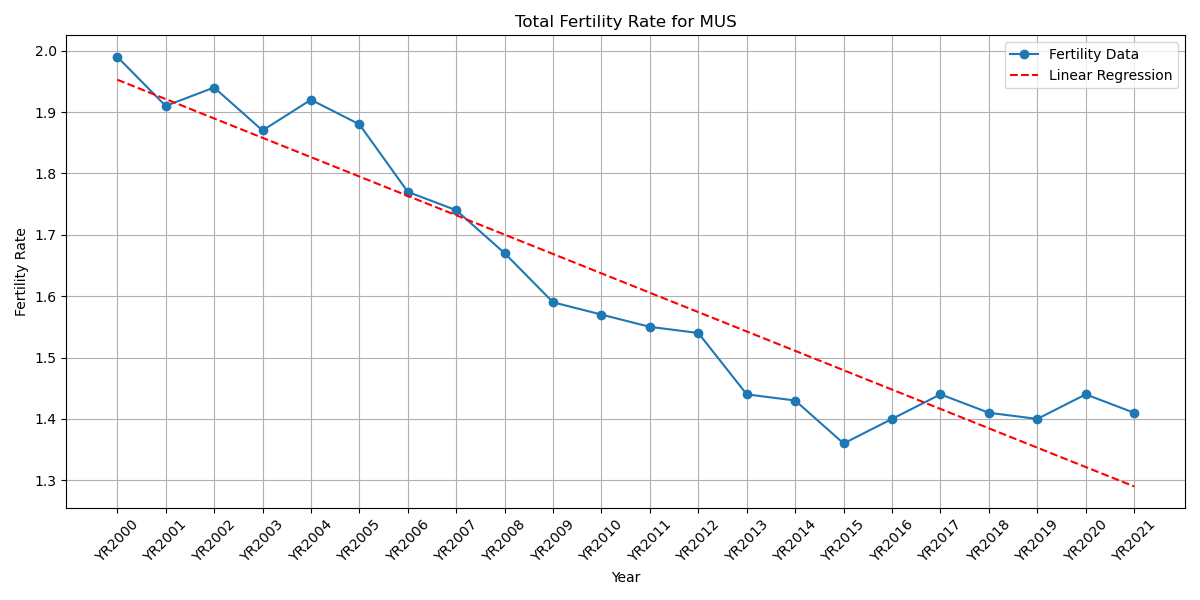 Total Fertility Rate for MUS
Fertility Data
Linear Regression
Fertility Rate
2.0
1.9
1.8
1.7
1.6
1.5
1.4
1.3
YR2000
YR2001
YR2002
YR2003
YR2004
YR2005
YR2006
YR2007
YR2008
YR2009
YR2010
YR2011
YR2012
YR2013
YR2014
YR2015
YR2016
YR2017
YR2018
YR2019
YR2020
YR2021
Year